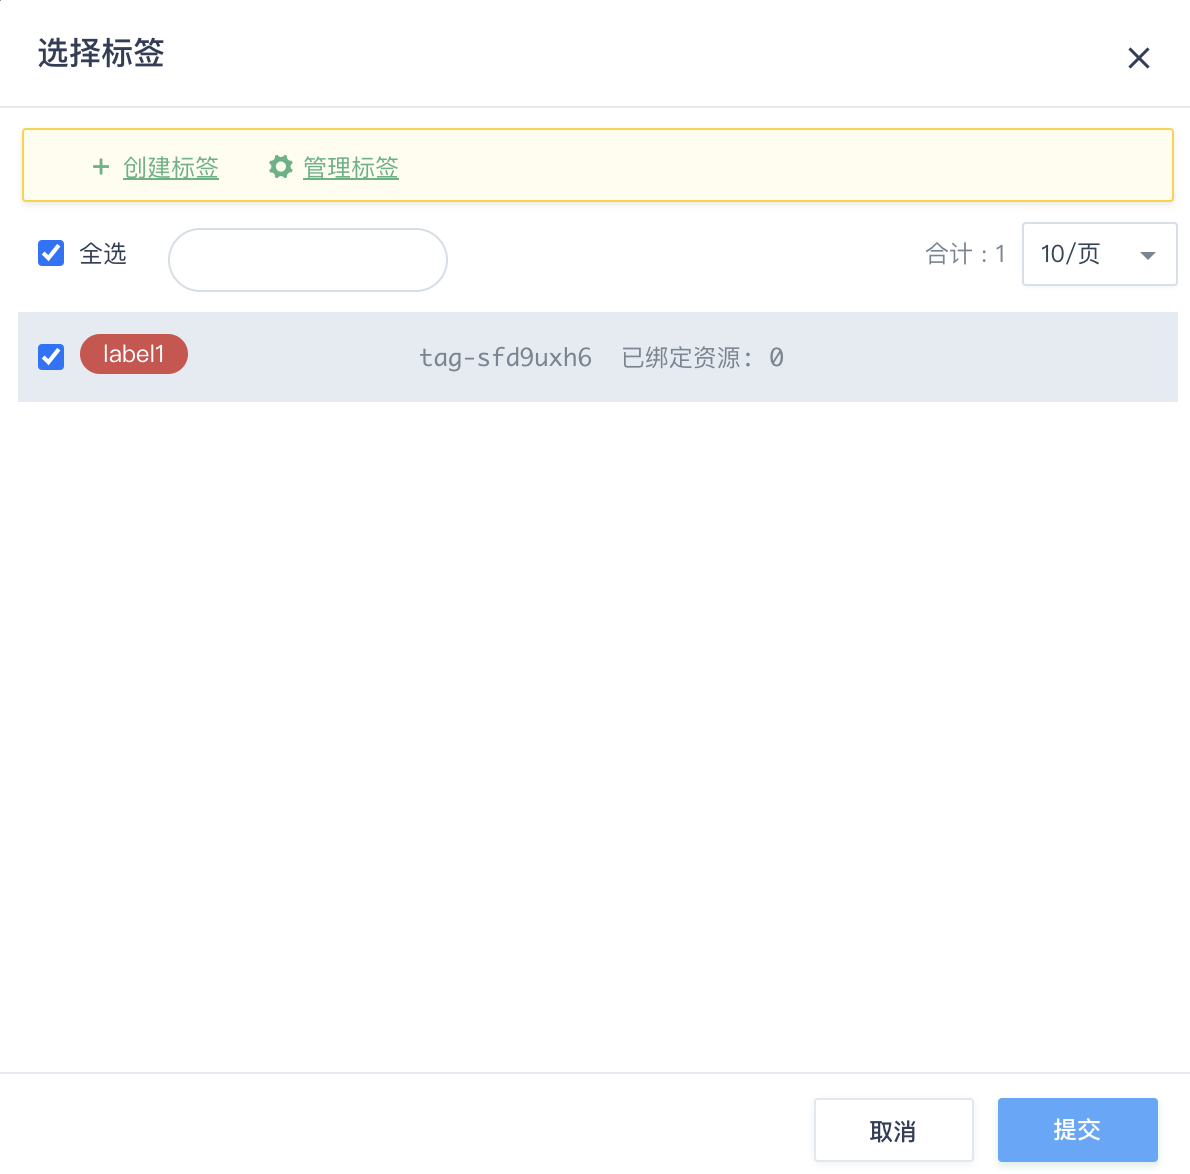 选择标签
+ 创建标签 管理标签
全选 合计 : 1 10/页
label1 tag-sfd9uxh6 已绑定资源: 0
取消 提交